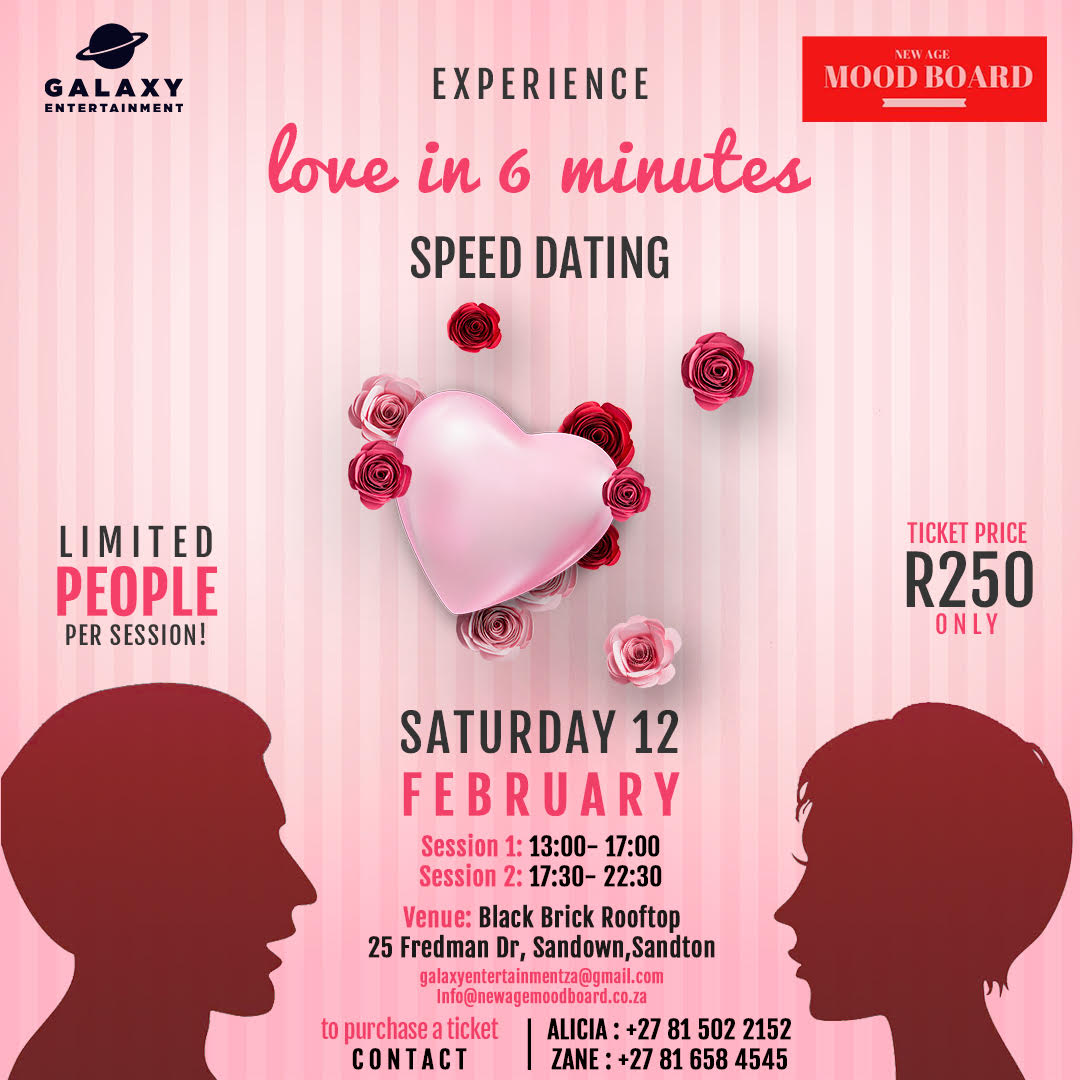 GALAXY
ENTERTAINMENT
NEW AGE
MOOD BOARD
EXPERIENCE
love in 6 minutes
SPEED DATING
LIMITED
PEOPLE
PER SESSION!
TICKET PRICE
R250
ONLY
SATURDAY 12
FEBRUARY
Session 1: 13:00- 17:00
Session 2: 17:30- 22:30
Venue: Black Brick Rooftop
25 Fredman Dr, Sandown,Sandton
galaxyentertainmentza@gmail.com
Info@newagemoodboard.co.za
to purchase a ticket
CONTACT
ALICIA : +27 81 502 2152
ZANE : +27 81 658 4545